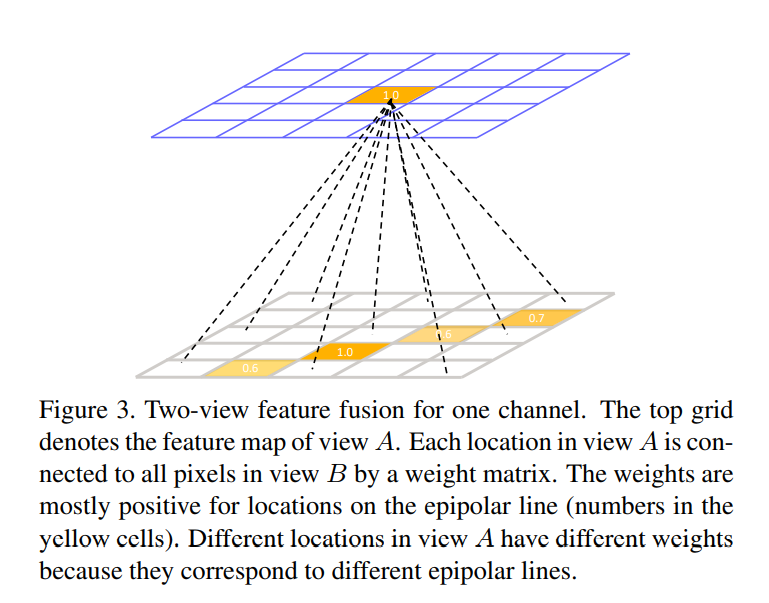 1.0
0.7
.6
1.0
0.6
Figure 3. Two-view feature fusion for one channel. The top grid
denotes the feature map of view A. Each location in view A is con-
nected to all pixels in view B by a weight matrix. The weights are
mostly positive for locations on the epipolar line (numbers in the
yellow cells). Different locations in view A have different weights
because they correspond to different epipolar lines.